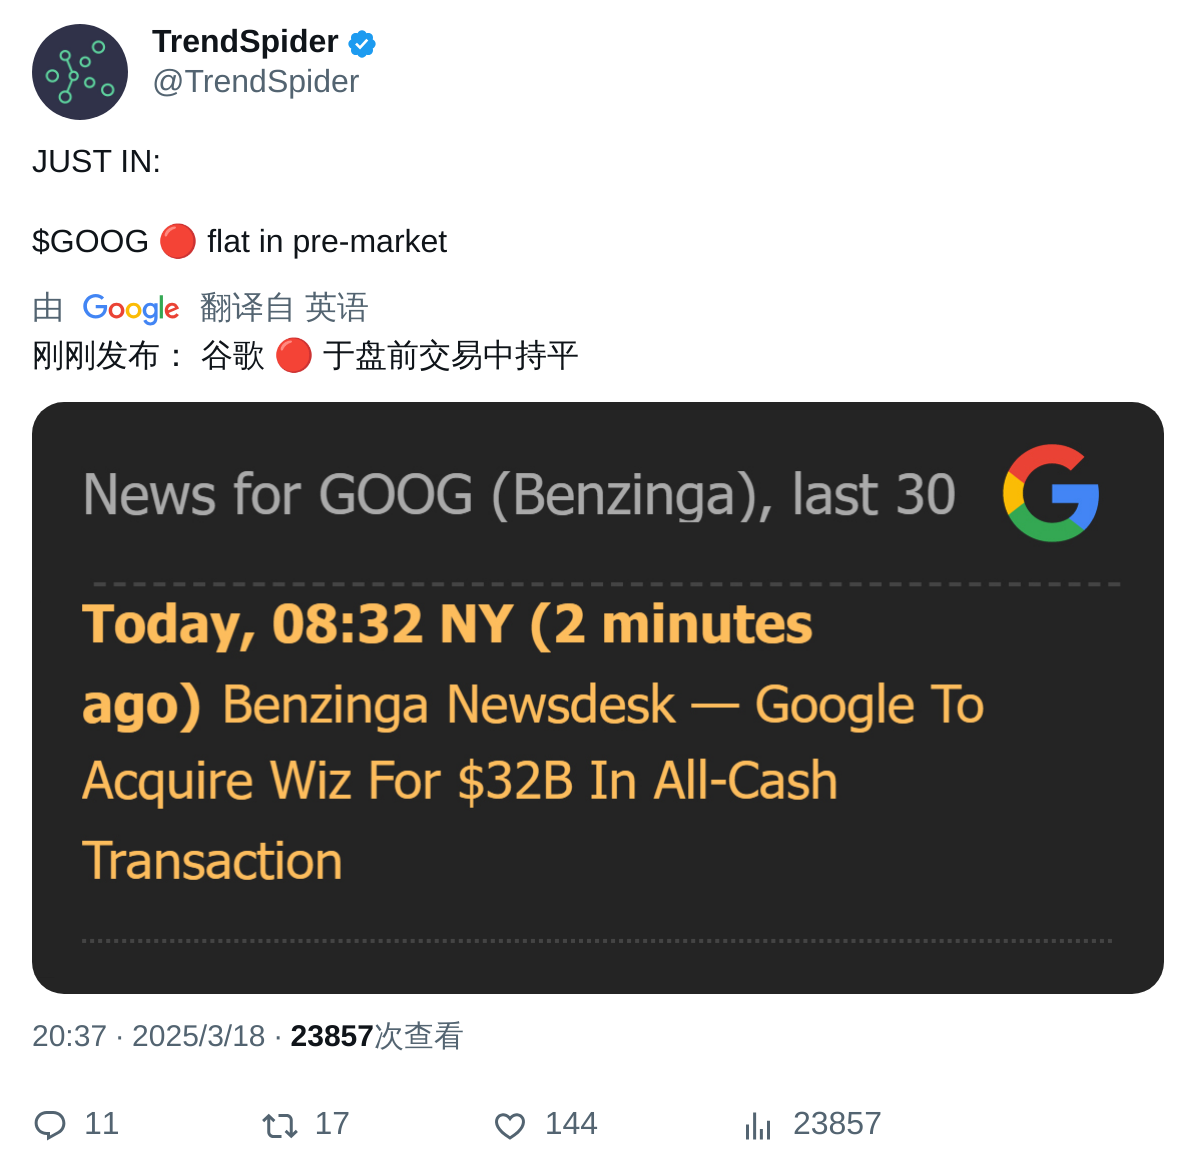 TrendSpider
@TrendSpider
JUST IN:
$GOOG 🔴 flat in pre-market
由 Google 翻译自 英语
刚刚发布： 谷歌 🔴 于盘前交易中持平
News for GOOG (Benzinga), last 30
Today, 08:32 NY (2 minutes
ago) Benzinga Newsdesk — Google To
Acquire Wiz For $32B In All-Cash
Transaction
20:37 · 2025/3/18 · 23857次查看
11 17 144 23857